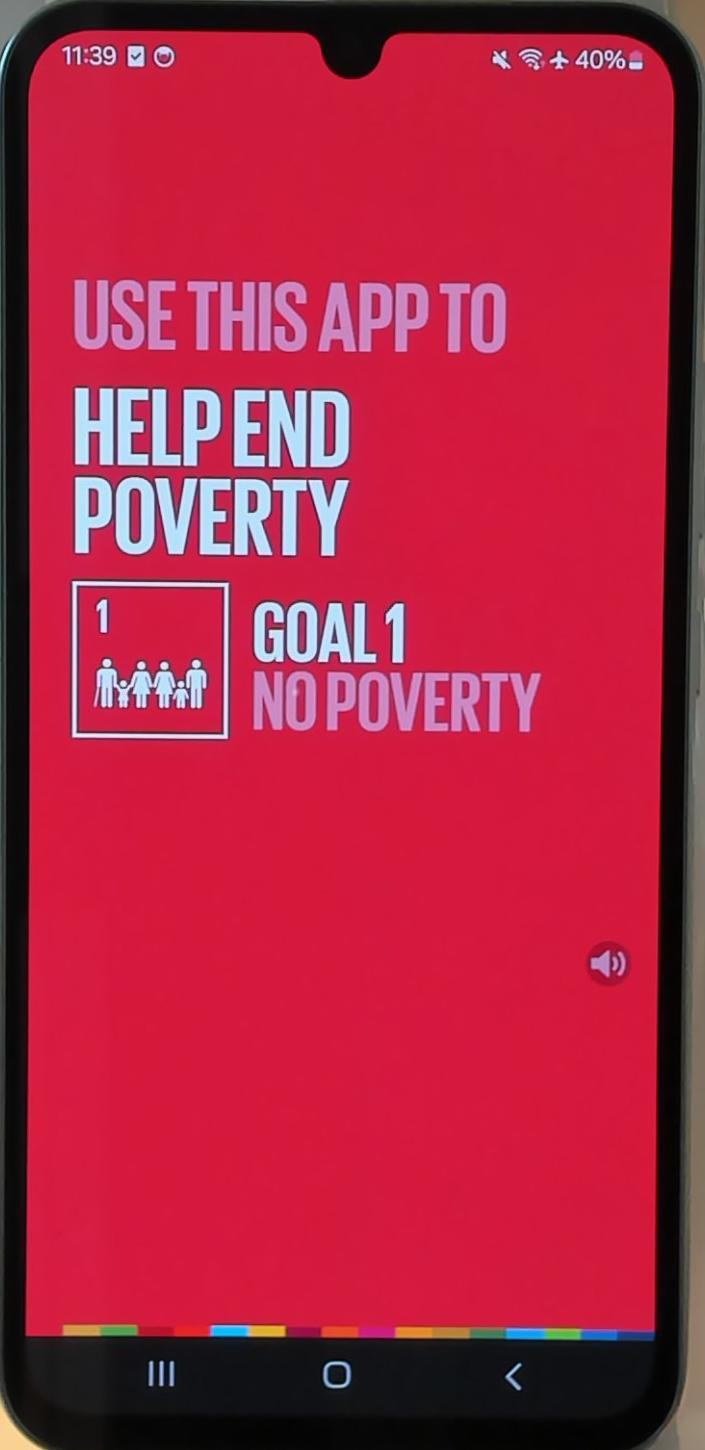 11:39 40%
USE THIS APP TO
HELP END
POVERTY
1
GOAL 1
NO POVERTY